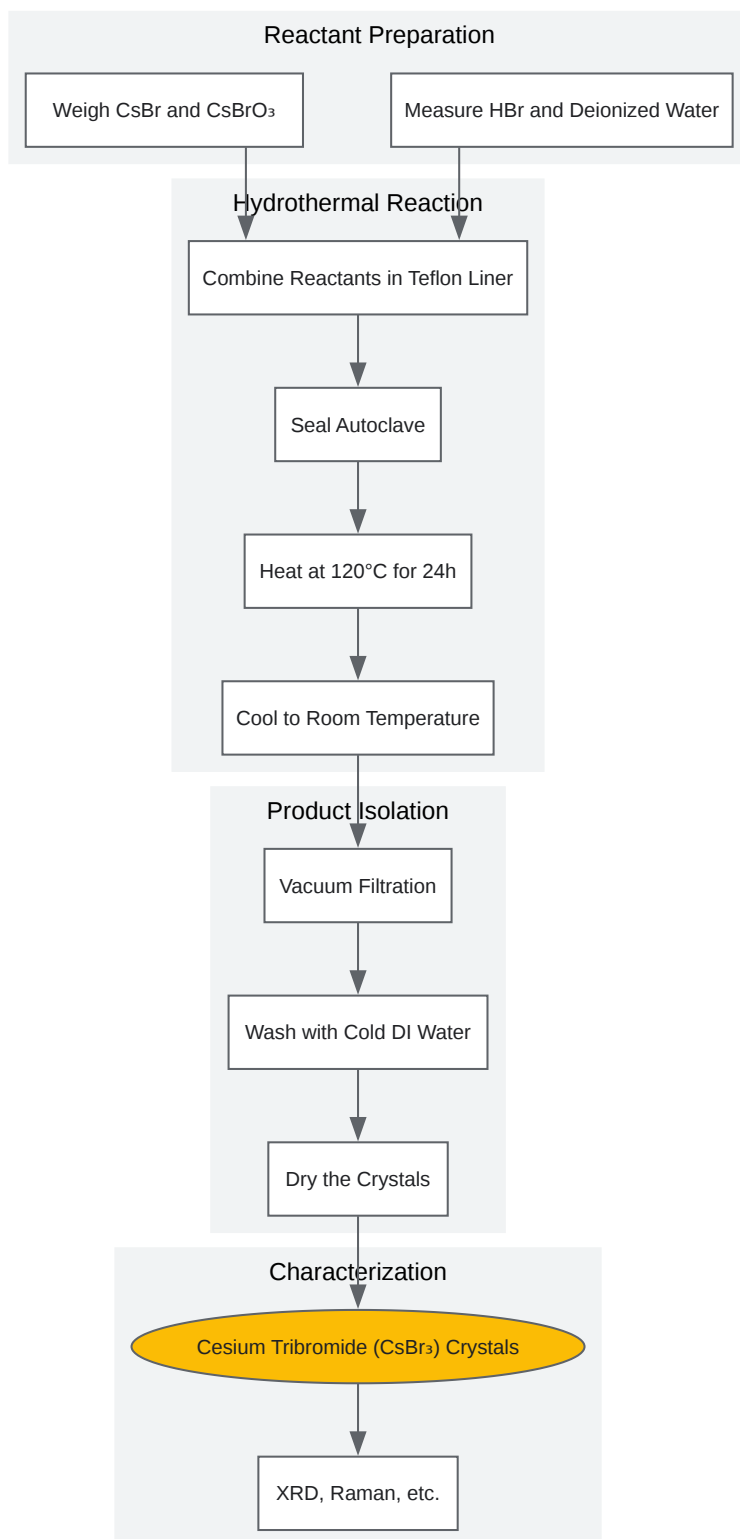 Reactant Preparation
Weigh CsBr and CsBrO₃
Measure HBr and Deionized Water
Hydrothermal Reaction
Combine Reactants in Teflon Liner
Seal Autoclave
Heat at 120°C for 24h
Cool to Room Temperature
Product Isolation
Vacuum Filtration
Wash with Cold DI Water
Dry the Crystals
Characterization
Cesium Tribromide (CsBr₃) Crystals
XRD, Raman, etc.